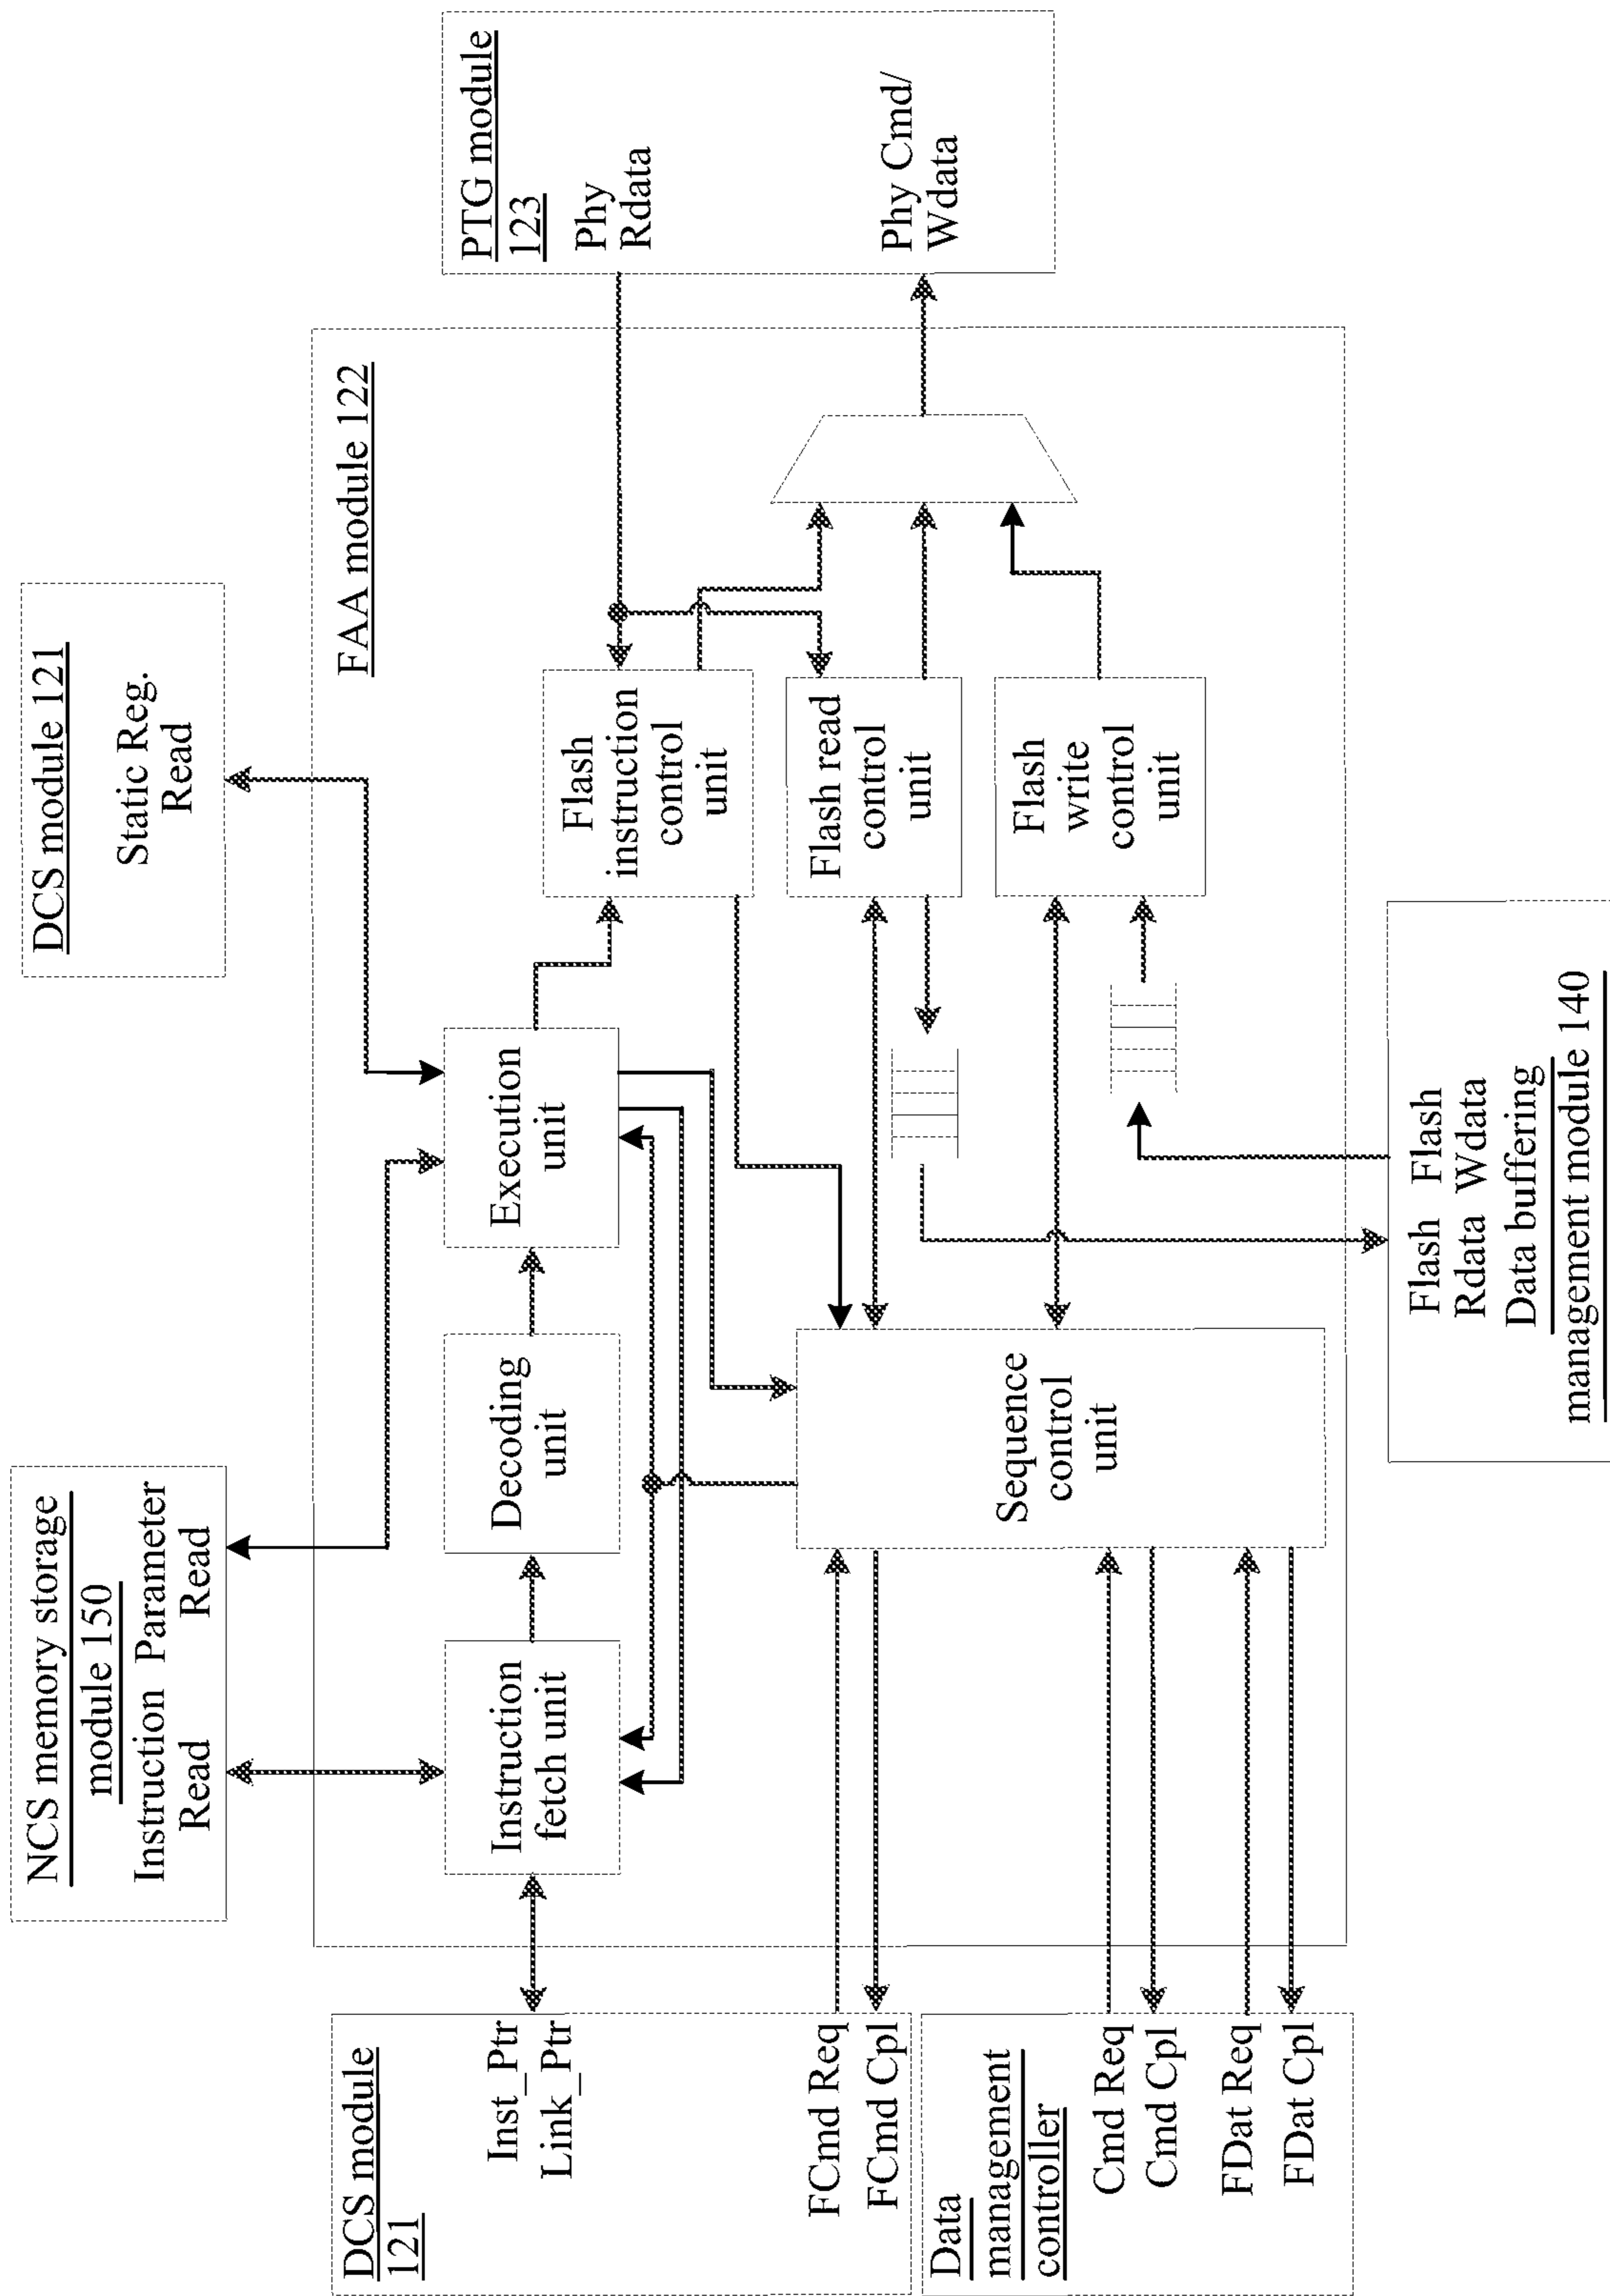 NCS memory storage
module 150
Instruction Parameter
Read Read
DCS module 121
Static Reg.
Read
FAA module 122
DCS module
121
Inst_Ptr
Link_Ptr
FCmd Req
FCmd Cpl
Data
management
controller
Cmd Req
Cmd Cpl
FDat Req
FDat Cpl
Instruction
fetch unit
Decoding
unit
Execution
unit
Sequence
control
unit
Flash
instruction
control
unit
Flash read
control
unit
Flash
write
control
unit
PTG module
123
Phy
Rdata
Phy Cmd/
Wdata
Flash Flash
Rdata Wdata
Data buffering
management module 140